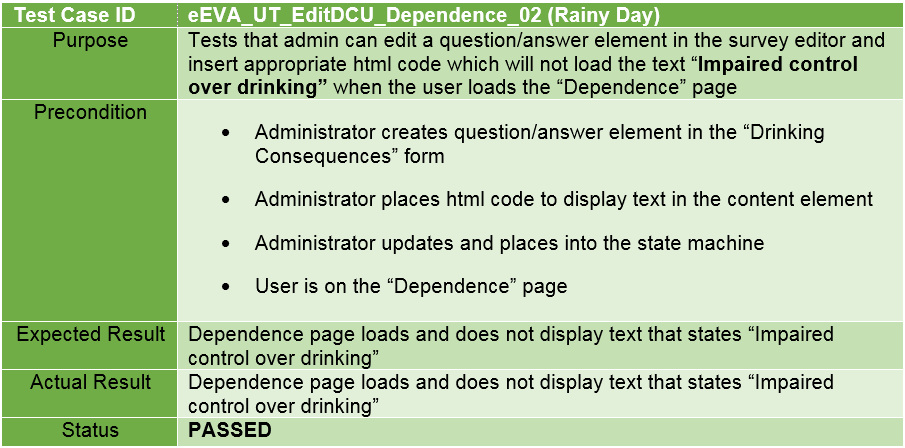 Test Case ID eEVA_UT_EditDCU_Dependence_02 (Rainy Day)
Purpose Tests that admin can edit a question/answer element in the survey editor and
insert appropriate html code which will not load the text “Impaired control
over drinking” when the user loads the “Dependence” page
Precondition
• Administrator creates question/answer element in the “Drinking
Consequences” form
• Administrator places html code to display text in the content element
• Administrator updates and places into the state machine
• User is on the “Dependence” page
Expected Result Dependence page loads and does not display text that states “Impaired
control over drinking”
Actual Result Dependence page loads and does not display text that states “Impaired
control over drinking”
Status PASSED